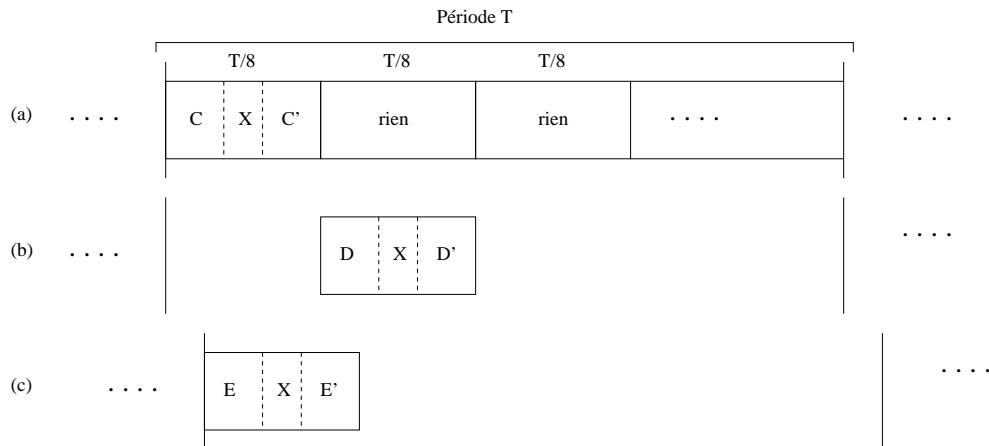 Période T
T/8 T/8 T/8
(a) . . . . C X C' rien rien . . . . . . . .
(b) . . . . D X D' . . . .
(c) . . . . E X E' . . . .